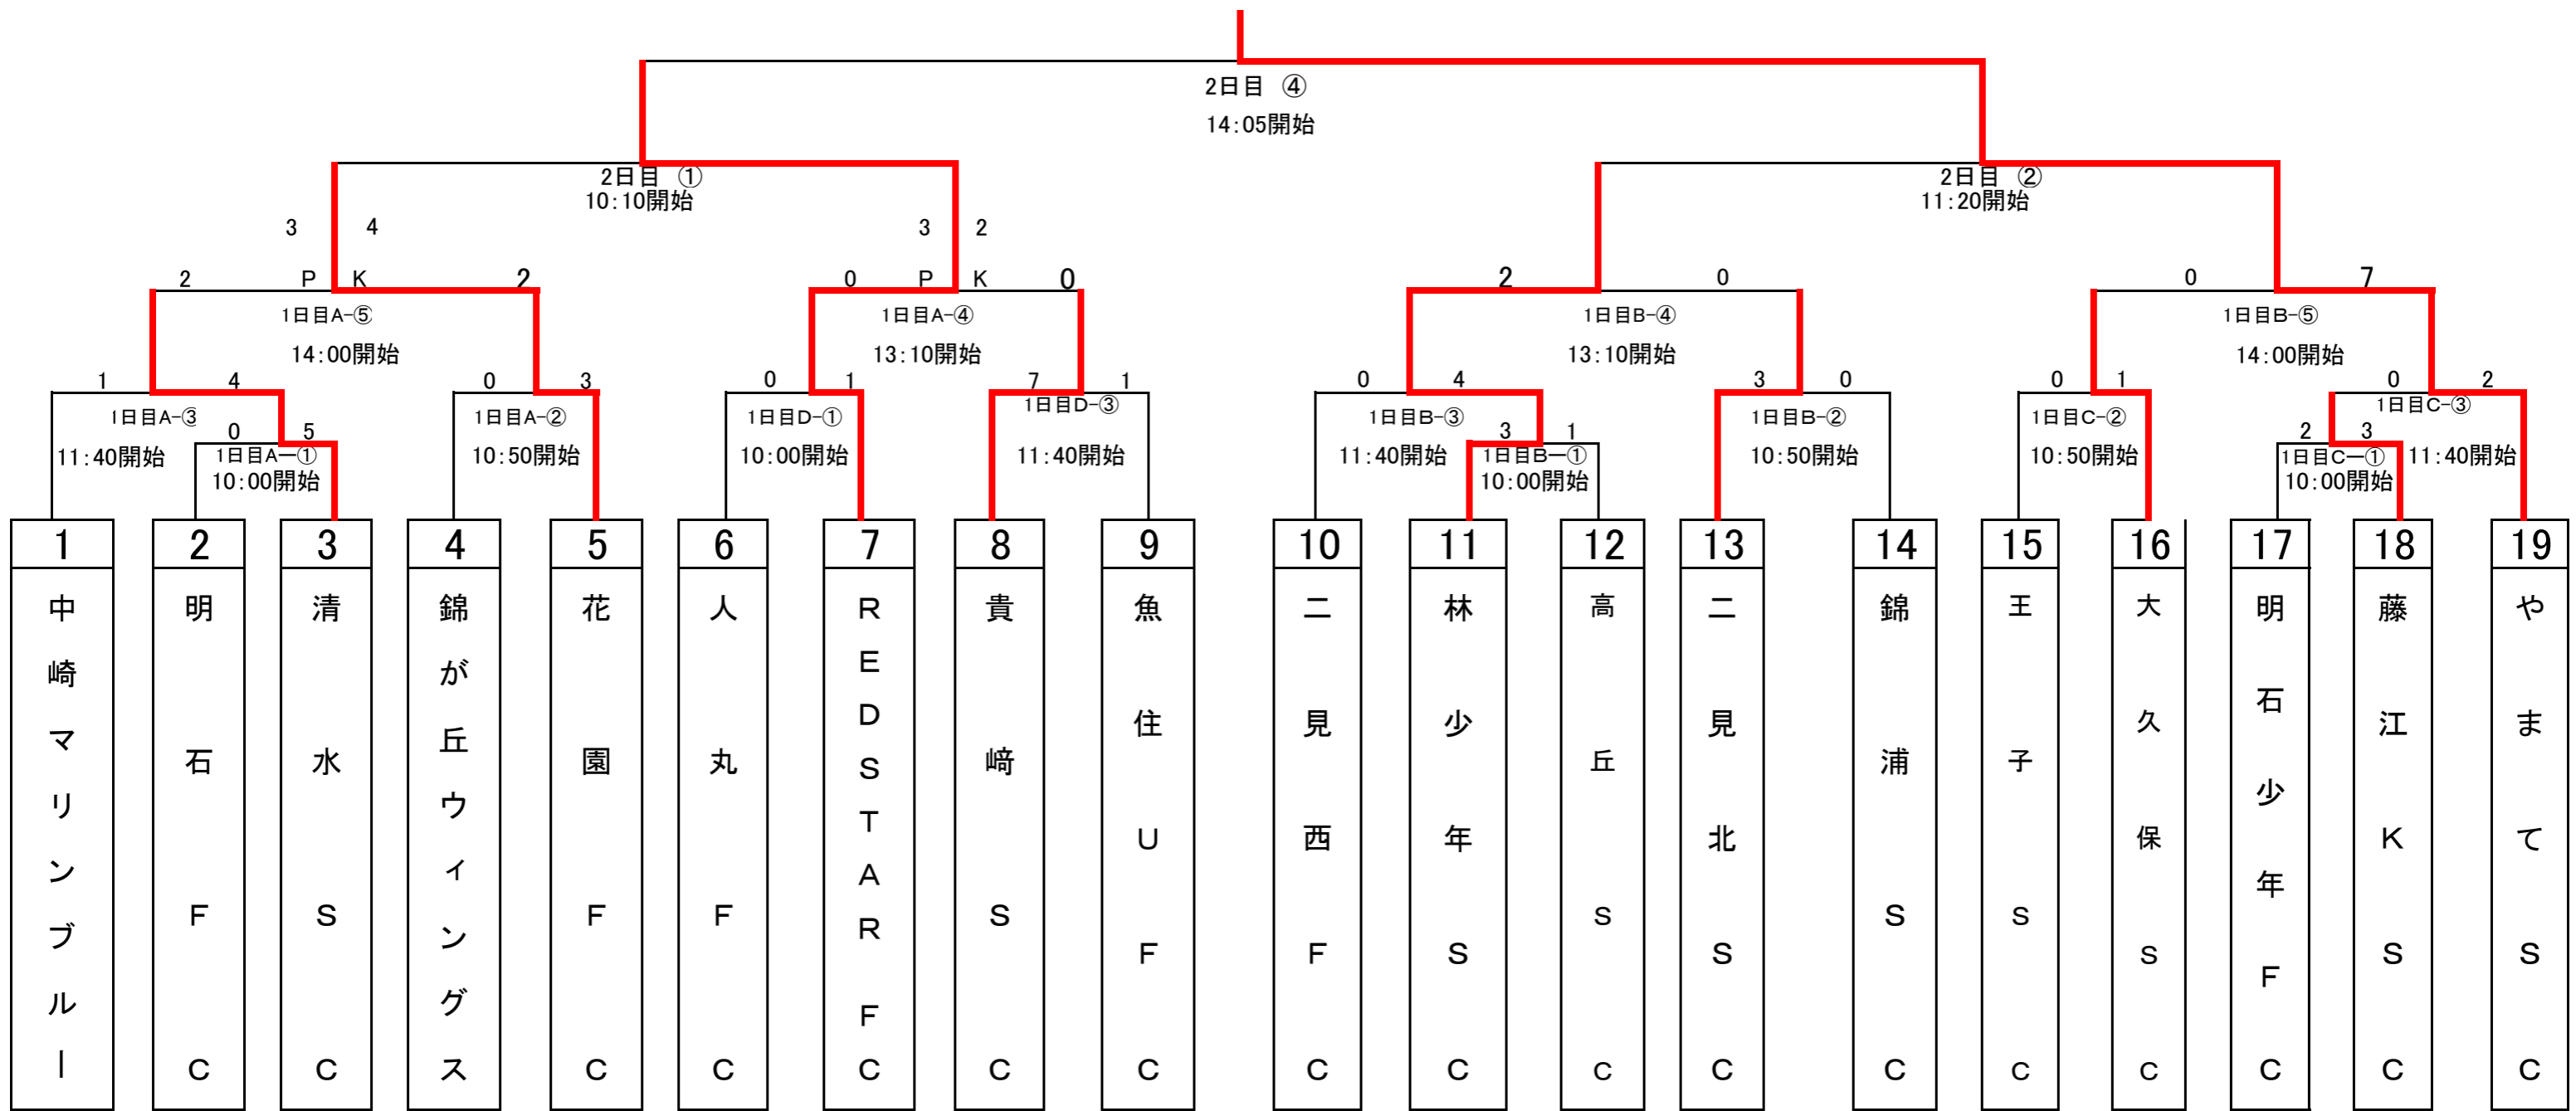 2日目 ④
14:05開始
2日目 ①
10:10開始
2日目 ②
11:20開始
3 4 3 2
2 P K 2 0 P K 0 2 0 0 7
1日目A-⑤ 1日目A-④ 1日目B-④ 1日目B-⑤
14:00開始 13:10開始 13:10開始 14:00開始
1 4 0 3 0 1 7 1 0 4 3 0 0 1 0 2
1日目A-③ 1日目A-② 1日目D-① 1日目D-③ 1日目B-③ 1日目B-② 1日目C-② 1日目C-③
0 5 3 1 2 3
11:40開始 1日目A—① 10:50開始 10:00開始 11:40開始 11:40開始 1日目B—① 10:50開始 10:50開始 1日目C—① 11:40開始
10:00開始 10:00開始 10:00開始
1 2 3 4 5 6 7 8 9 10 11 12 13 14 15 16 17 18 19
中崎マリンブルー
明石FC
清水SC
錦が丘ウィングス
花園FC
人丸FC
REDSTAR FC
貴﨑SC
魚住UFC
二見西FC
林少年SC
高丘SC
二見北SC
錦浦SC
王子SC
大久保SC
明石少年FC
藤江KSC
やまてSC